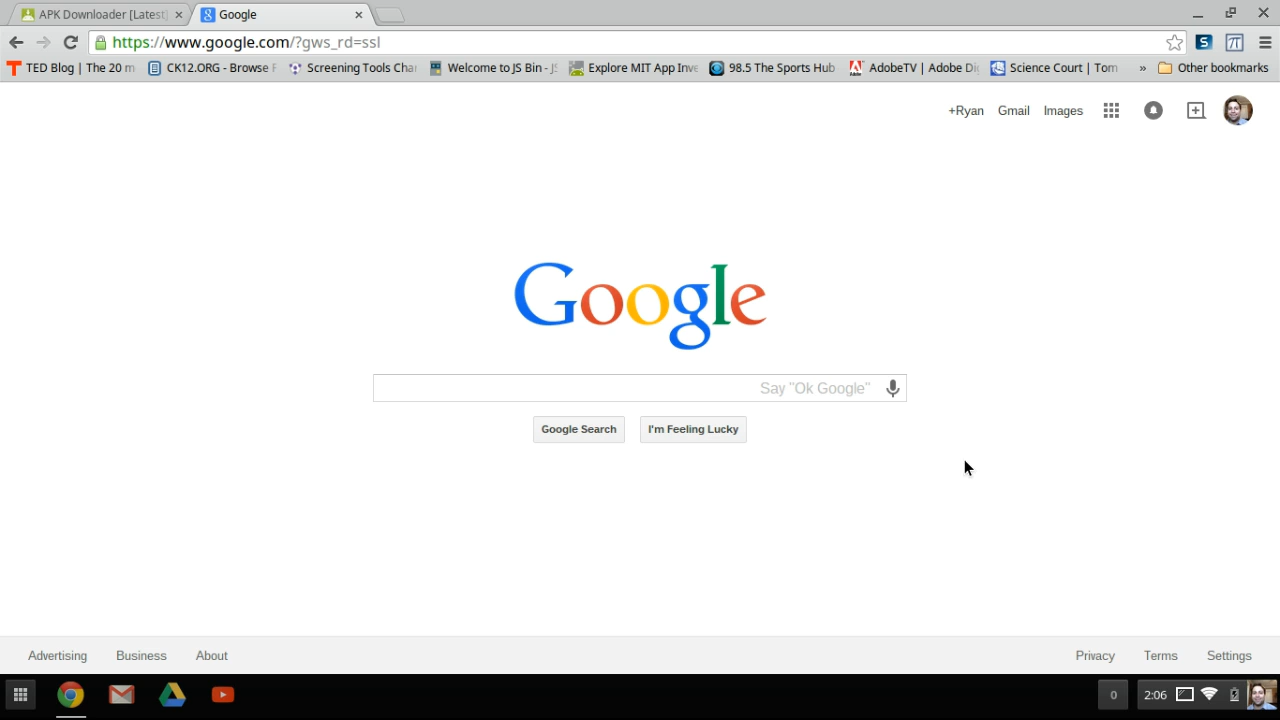 APK Downloader [Latest]
Google
https://www.google.com/?gws_rd=ssl
TED Blog | The 20 m
CK12.ORG - Browse F
Screening Tools Cha
Welcome to JS Bin - JS
Explore MIT App Inve
98.5 The Sports Hub
AdobeTV | Adobe Di
Science Court | Tom
»
Other bookmarks
+Ryan
Gmail
Images
Google
Say "Ok Google"
Google Search
I'm Feeling Lucky
Advertising
Business
About
Privacy
Terms
Settings
0
2:06